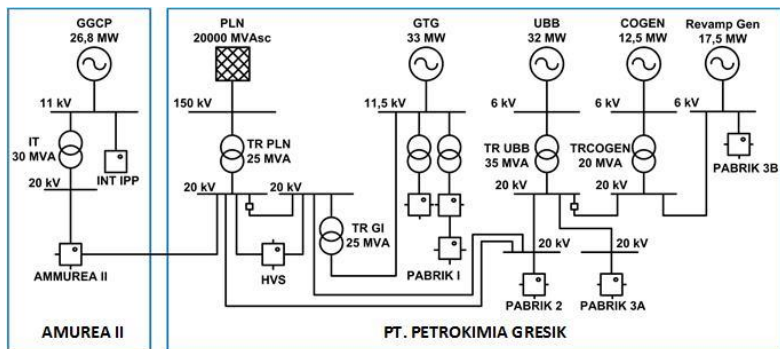 GGCP
26,8 MW
PLN
20000 MVAsc
GTG
33 MW
UBB
32 MW
COGEN
12,5 MW
Revamp Gen
17,5 MW
11 kV
150 kV
11,5 kV
6 kV
6 kV
6 kV
IT
30 MVA
INT IPP
TR PLN
25 MVA
TR UBB
35 MVA
TRCOGEN
20 MVA
PABRIK 3B
20 kV
20 kV
20 kV
20 kV
20 kV
TR GI
25 MVA
20 kV
20 kV
AMMUREA II
HVS
PABRIK I
PABRIK 2
PABRIK 3A
AMUREA II
PT. PETROKIMIA GRESIK